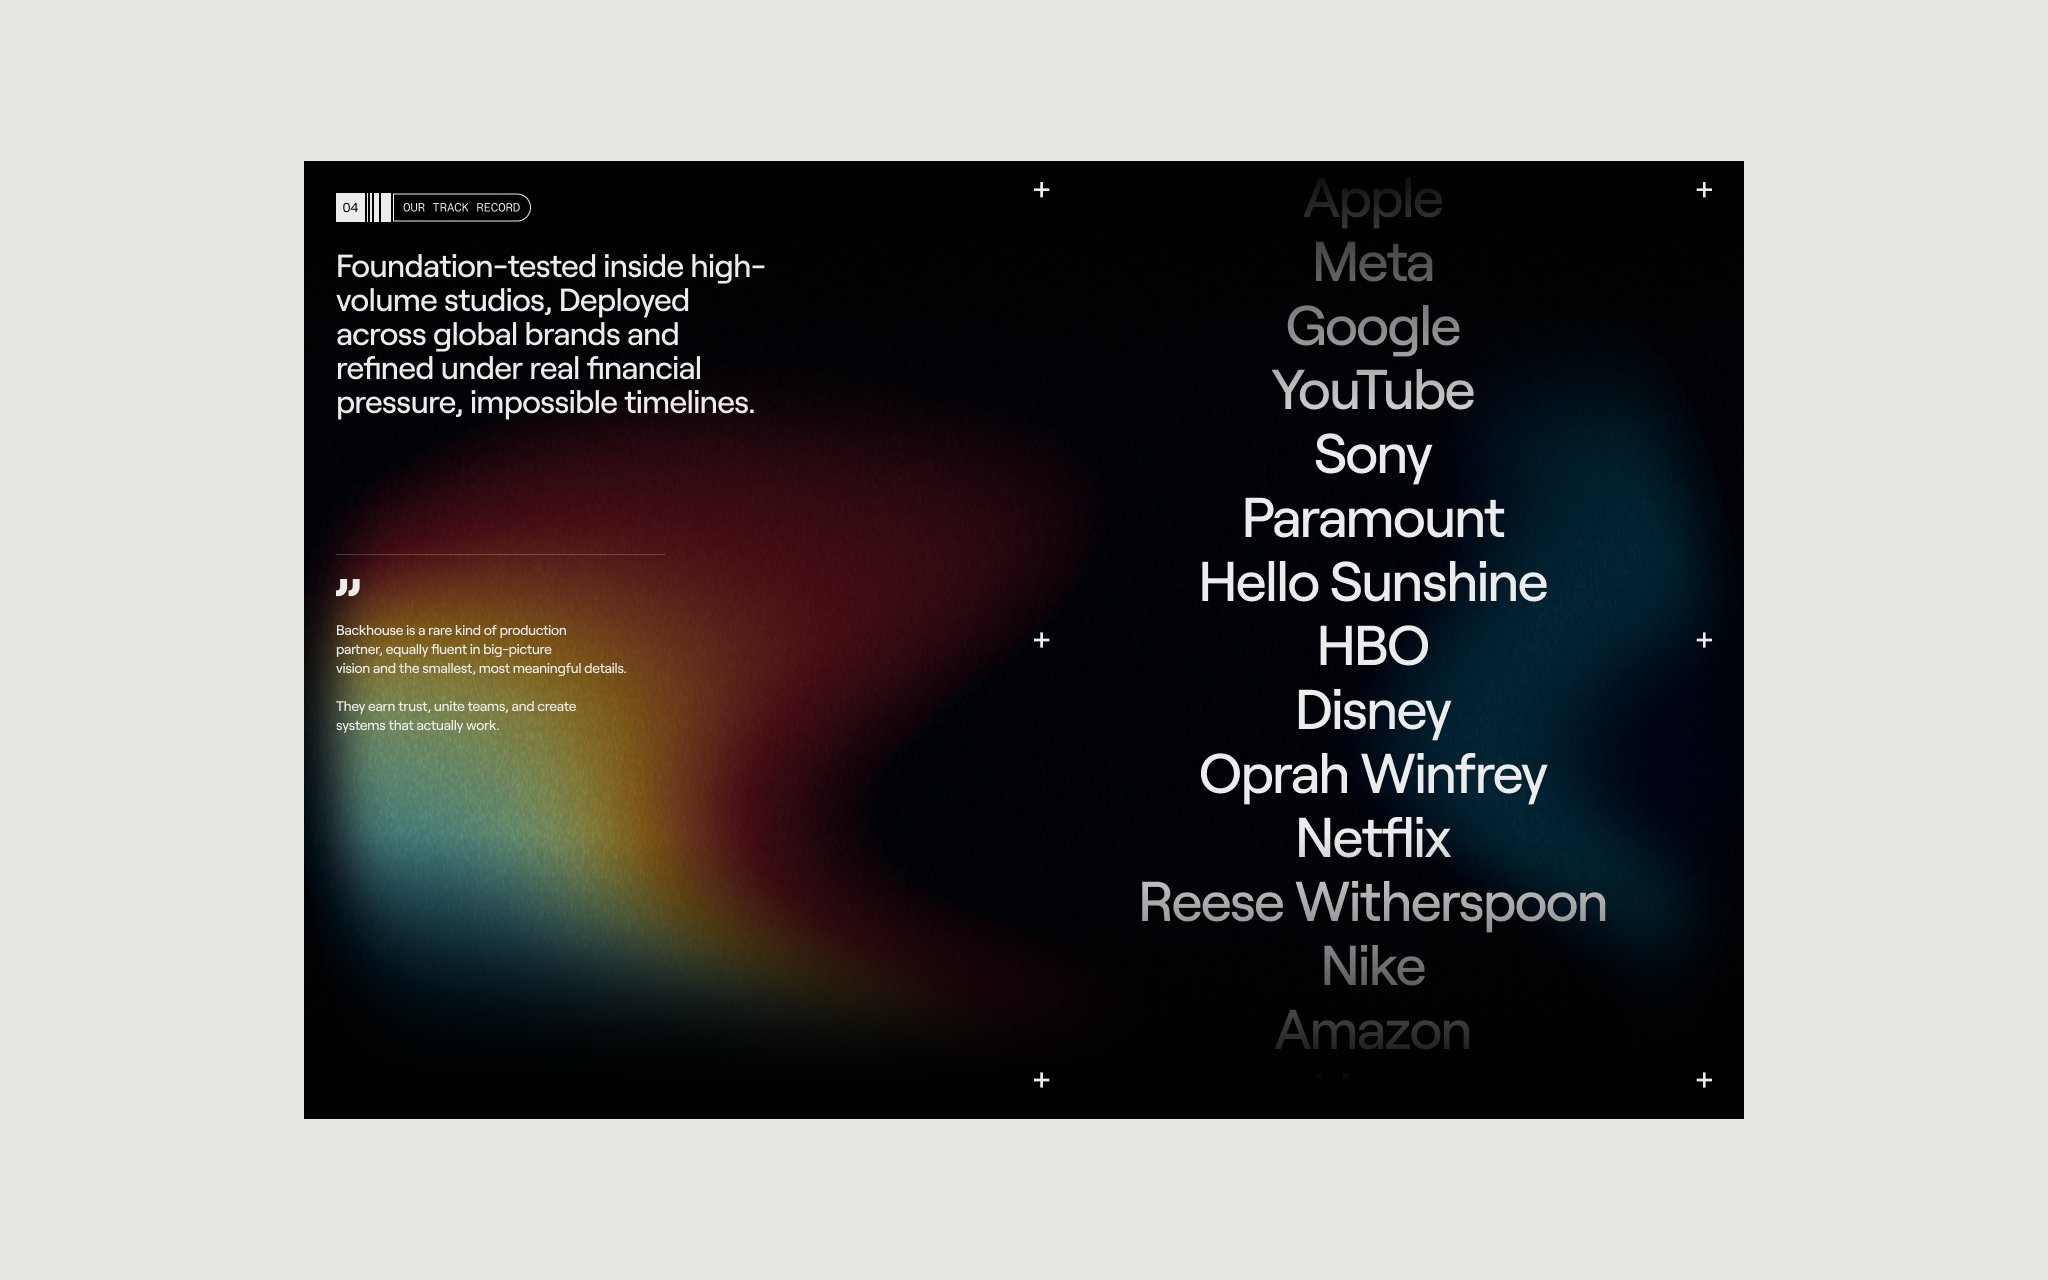 04 OUR TRACK RECORD
Foundation-tested inside high-
volume studios, Deployed
across global brands and
refined under real financial
pressure, impossible timelines.
Backhouse is a rare kind of production
partner, equally fluent in big-picture
vision and the smallest, most meaningful details.
They earn trust, unite teams, and create
systems that actually work.
Apple
Meta
Google
YouTube
Sony
Paramount
Hello Sunshine
HBO
Disney
Oprah Winfrey
Netflix
Reese Witherspoon
Nike
Amazon